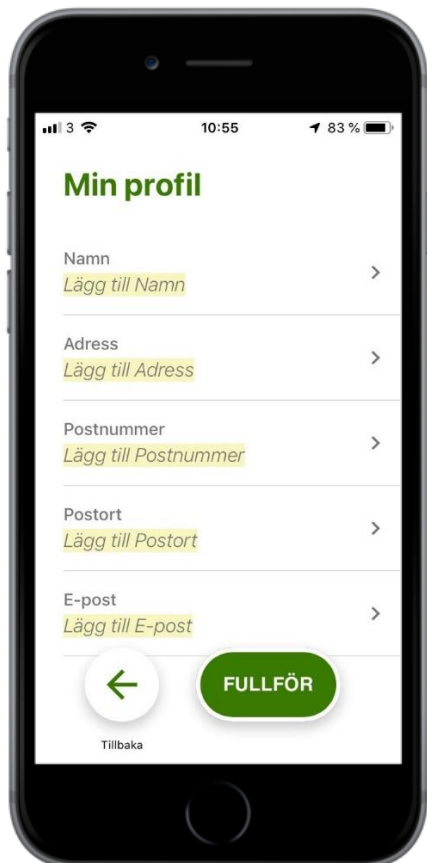 3 10:55 83 %
Min profil
Namn
Lägg till Namn
Adress
Lägg till Adress
Postnummer
Lägg till Postnummer
Postort
Lägg till Postort
E-post
Lägg till E-post
FULLFÖR
Tillbaka